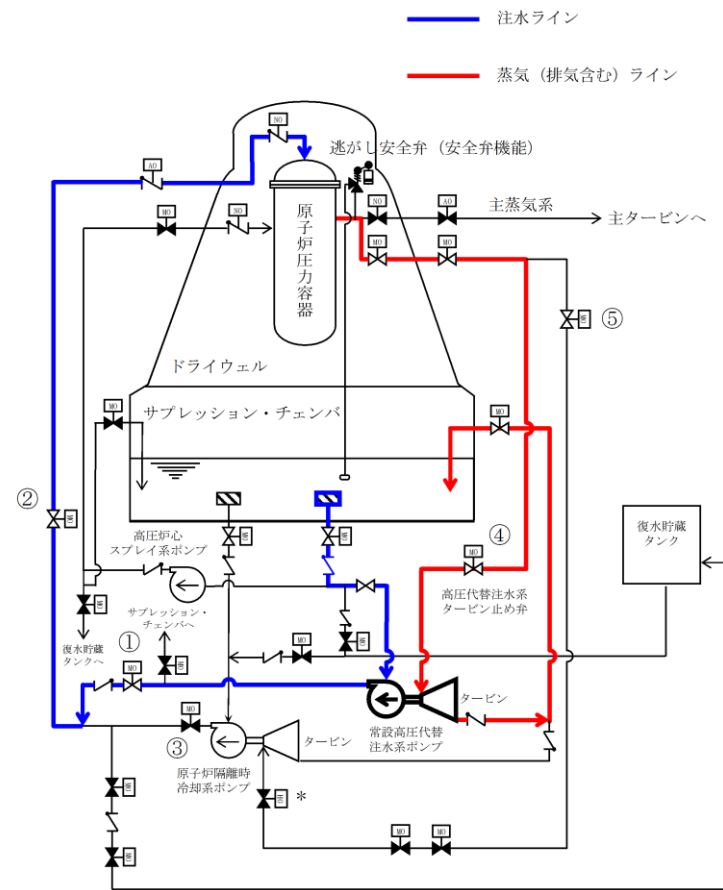 注水ライン
蒸気（排気含む）ライン
NO
AO
NO
MO
逃がし安全弁（安全弁機能）
NO
AO
主蒸気系
主タービンへ
MO
MO
原子炉圧力容器
MO
⑤
ドライウェル
サプレッション・チェンバ
MO
MO
②
MO
④
高圧炉心
スプレイ系ポンプ
MO
MO
MO
高圧代替注水系
タービン止め弁
復水貯蔵
タンク
MO
サプレッション・
チェンバへ
復水貯蔵
タンクへ
①
MO
MO
MO
MO
タービン
常設高圧代替
注水系ポンプ
③
MO
タービン
原子炉隔離時
冷却系ポンプ
MO
*
MO
MO
MO
MO